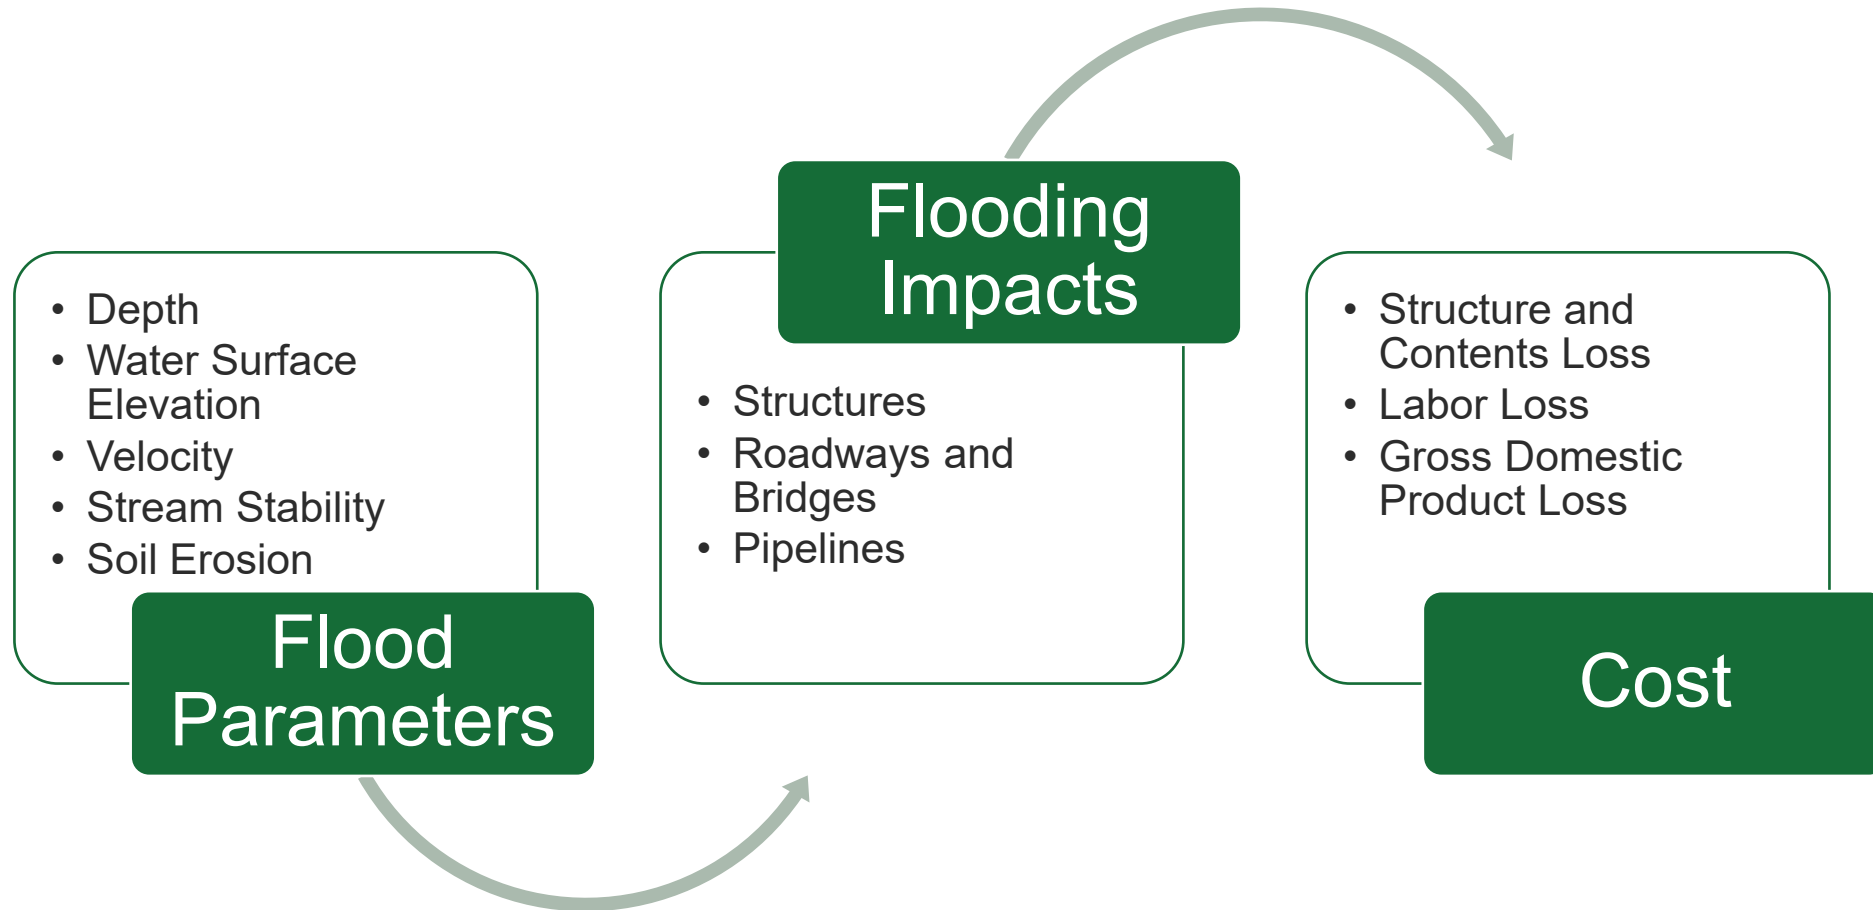 • Depth
• Water Surface
Elevation
• Velocity
• Stream Stability
• Soil Erosion
Flood
Parameters
Flooding
Impacts
• Structures
• Roadways and
Bridges
• Pipelines
• Structure and
Contents Loss
• Labor Loss
• Gross Domestic
Product Loss
Cost